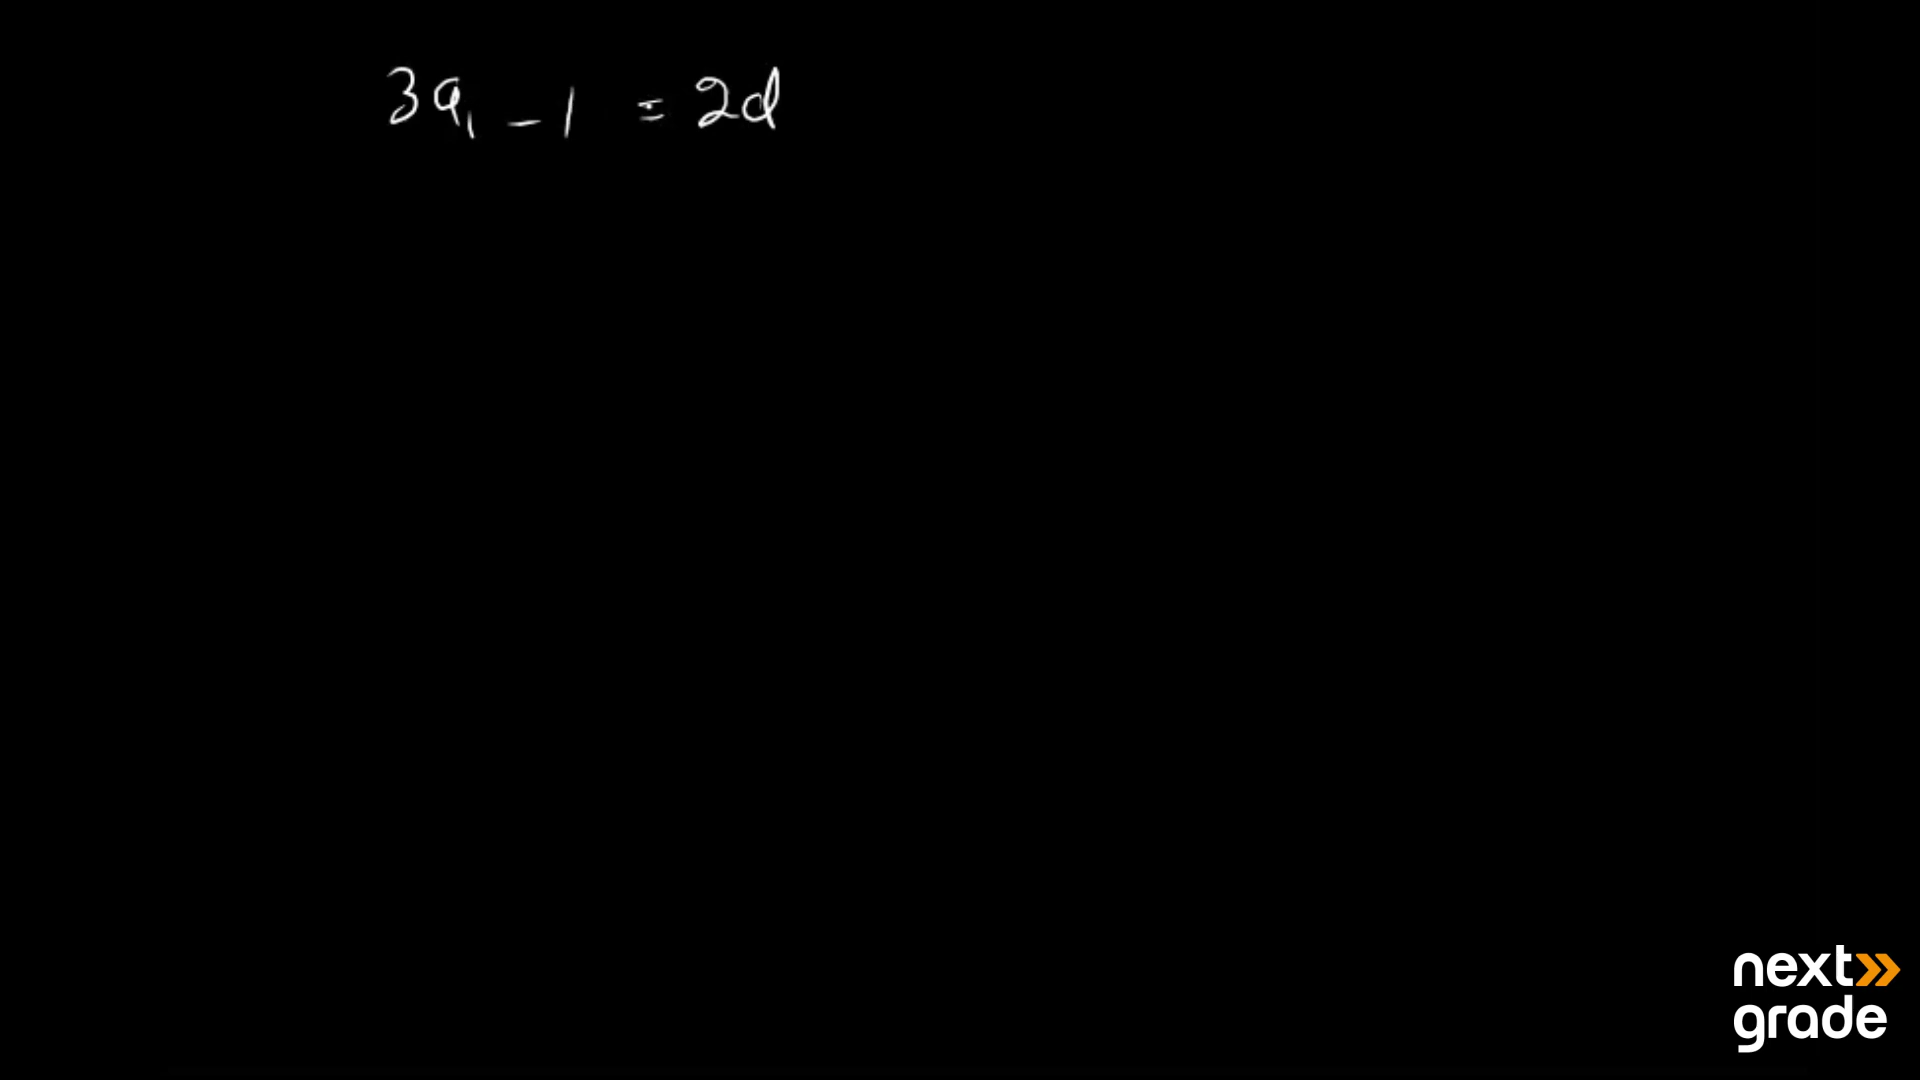 3a₁ - 1 = 2d
next
grade